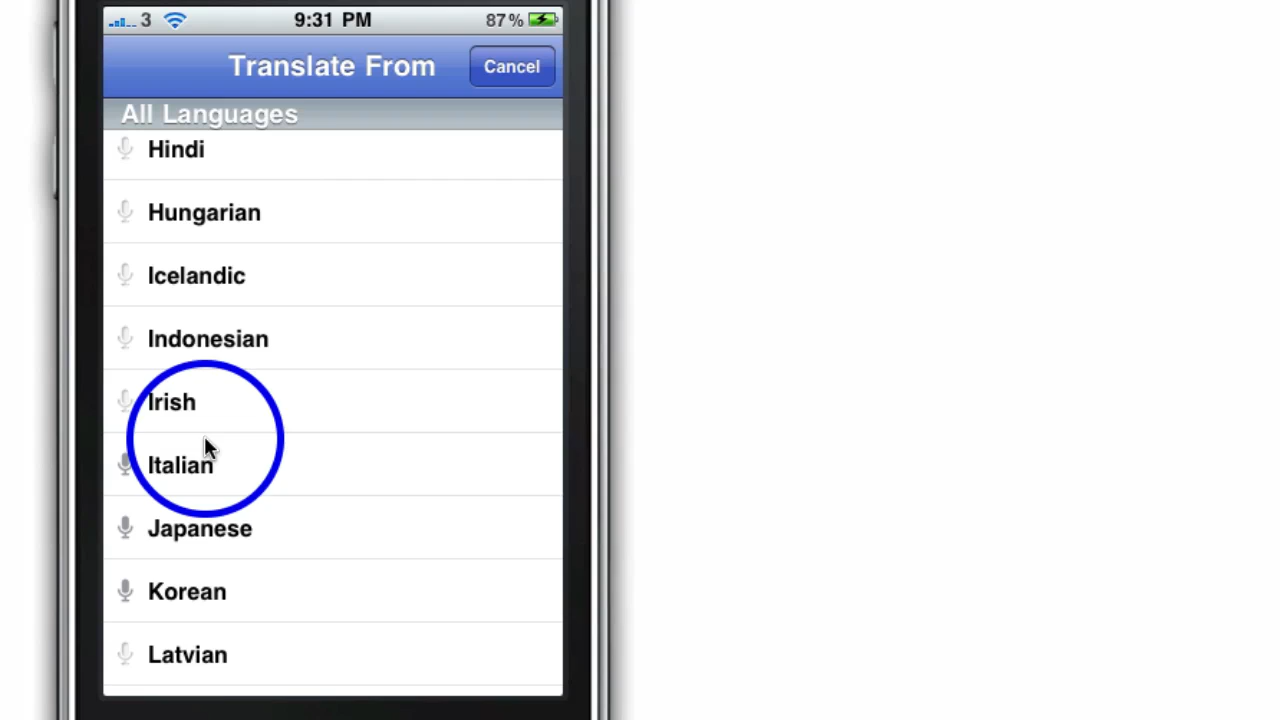 3 9:31 PM 87%
Translate From Cancel
All Languages
Hindi
Hungarian
Icelandic
Indonesian
Irish
Italian
Japanese
Korean
Latvian